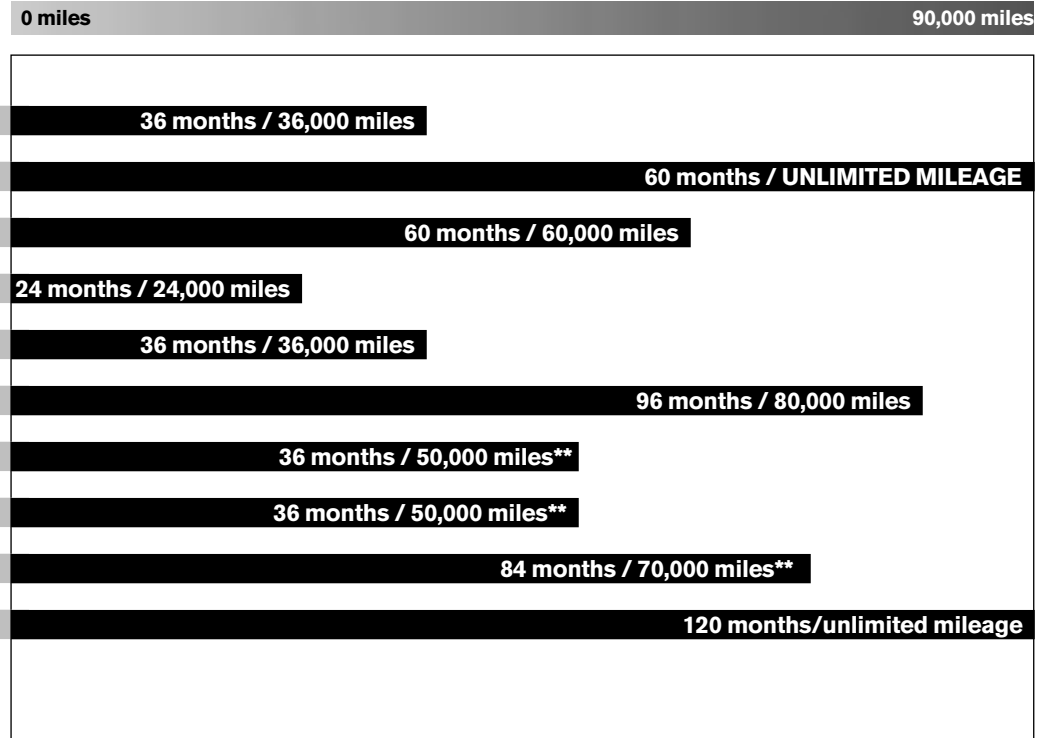 0 miles 90,000 miles
36 months / 36,000 miles
60 months / UNLIMITED MILEAGE
60 months / 60,000 miles
24 months / 24,000 miles
36 months / 36,000 miles
96 months / 80,000 miles
36 months / 50,000 miles**
36 months / 50,000 miles**
84 months / 70,000 miles**
120 months/unlimited mileage